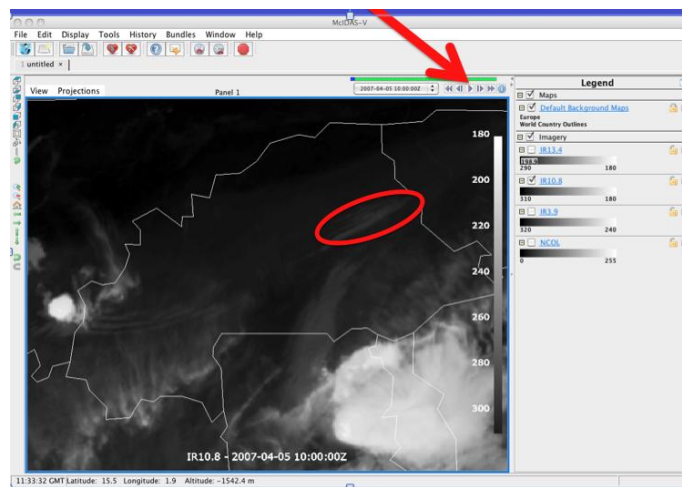 McIDAS-V
File Edit Display Tools History Bundles Window Help
1 untitled ×
View Projections
Panel 1
2007-04-05 10:00:00Z
Legend
Maps
Default Background Maps
Europe
World Country Outlines
Imagery
IR13.4
290 180
IR10.8
310 180
IR3.9
320 240
NCOL
0 255
180
200
220
240
260
280
300
IR10.8 - 2007-04-05 10:00:00Z
11:33:32 GMT Latitude: 15.5 Longitude: 1.9 Altitude: -1542.4 m